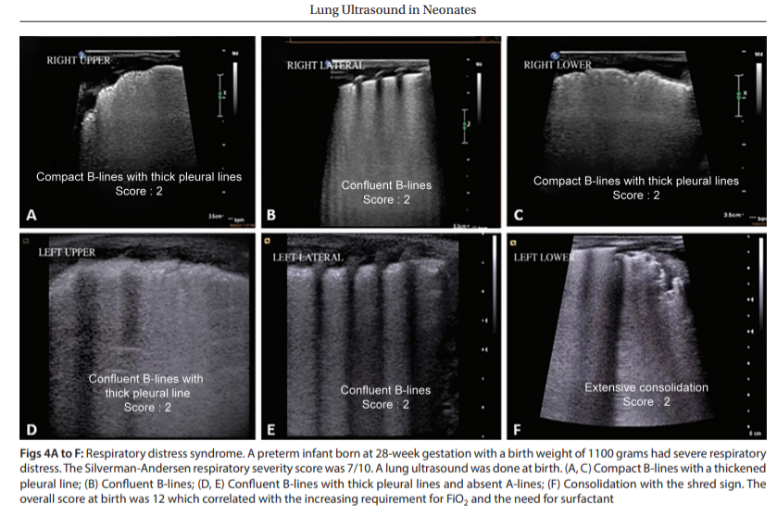 Lung Ultrasound in Neonates
RIGHT UPPER
Compact B-lines with thick pleural lines
Score : 2
A
3.5cm
RIGHT LATERAL
Confluent B-lines
Score : 2
B
RIGHT LOWER
Compact B-lines with thick pleural lines
Score : 2
C
3.5cm
LEFT UPPER
Confluent B-lines with
thick pleural line
Score : 2
D
LEFT LATERAL
Confluent B-lines
Score : 2
E
LEFT LOWER
Extensive consolidation
Score : 2
F
Figs 4A to F: Respiratory distress syndrome. A preterm infant born at 28-week gestation with a birth weight of 1100 grams had severe respiratory
distress. The Silverman-Andersen respiratory severity score was 7/10. A lung ultrasound was done at birth. (A, C) Compact B-lines with a thickened
pleural line; (B) Confluent B-lines; (D, E) Confluent B-lines with thick pleural lines and absent A-lines; (F) Consolidation with the shred sign. The
overall score at birth was 12 which correlated with the increasing requirement for FiO₂ and the need for surfactant